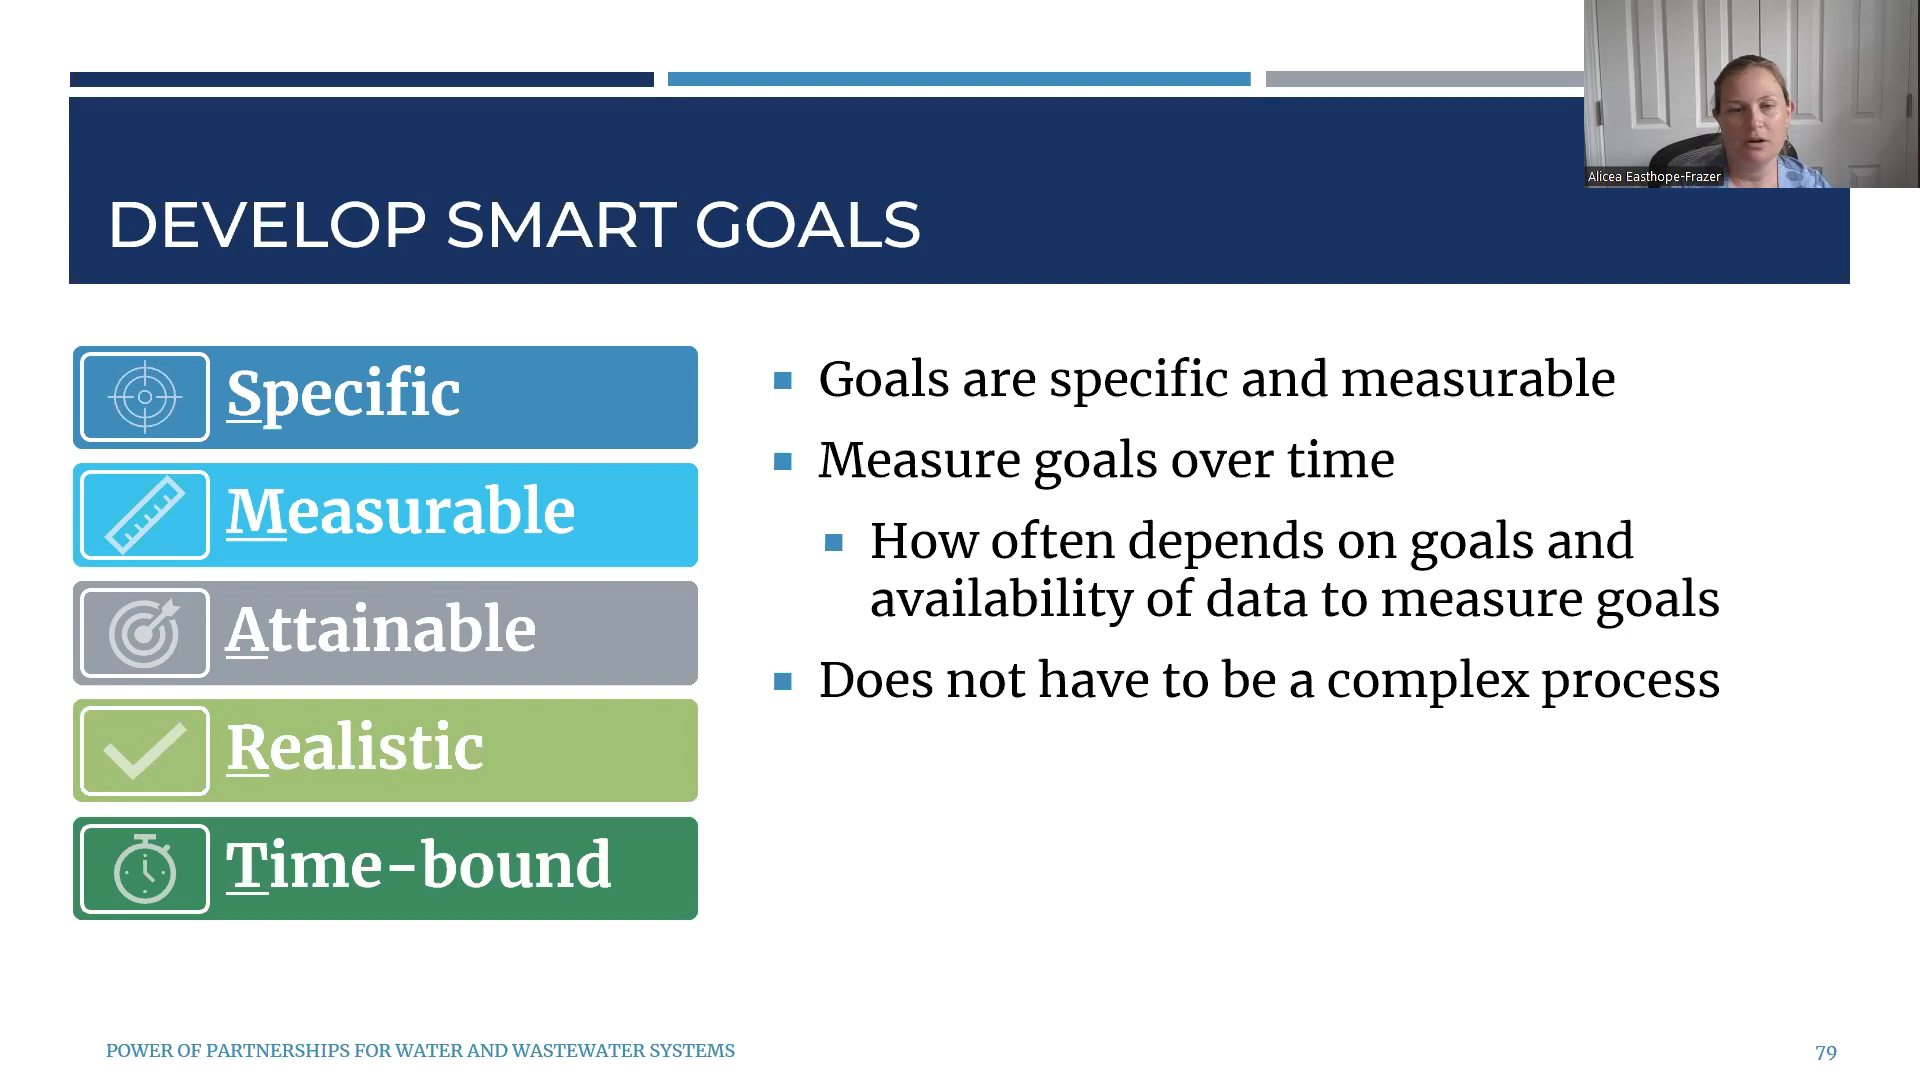 Alicea Easthope-Frazer
DEVELOP SMART GOALS
Specific
Measurable
Attainable
Realistic
Time-bound
Goals are specific and measurable
Measure goals over time
How often depends on goals and
availability of data to measure goals
Does not have to be a complex process
POWER OF PARTNERSHIPS FOR WATER AND WASTEWATER SYSTEMS
79